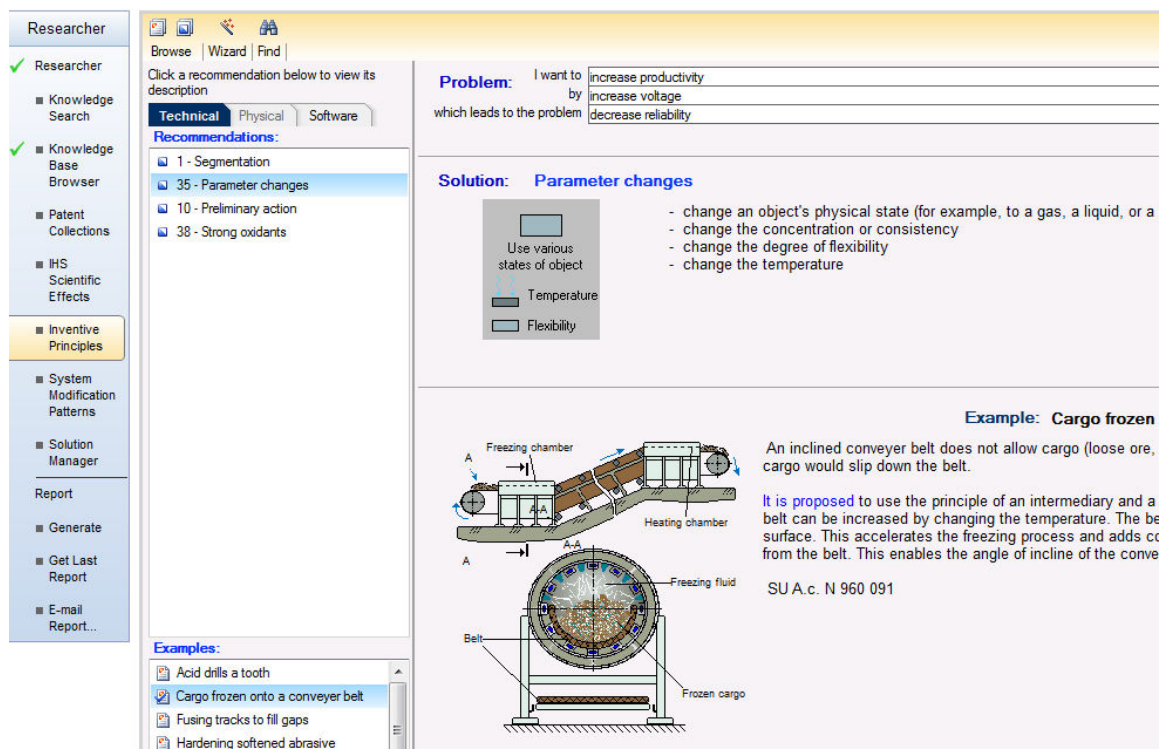 Researcher
Researcher
Knowledge
Search
Knowledge
Base
Browser
Patent
Collections
IHS
Scientific
Effects
Inventive
Principles
System
Modification
Patterns
Solution
Manager
Report
Generate
Get Last
Report
E-mail
Report...
Browse Wizard Find
Click a recommendation below to view its
description
Technical Physical Software
Recommendations:
1 - Segmentation
35 - Parameter changes
10 - Preliminary action
38 - Strong oxidants
Examples:
Acid drills a tooth
Cargo frozen onto a conveyer belt
Fusing tracks to fill gaps
Hardening softened abrasive
Problem: I want to increase productivity
by increase voltage
which leads to the problem decrease reliability
Solution: Parameter changes
Use various
states of object
Temperature
Flexibility
- change an object's physical state (for example, to a gas, a liquid, or a
- change the concentration or consistency
- change the degree of flexibility
- change the temperature
Example: Cargo frozen
An inclined conveyer belt does not allow cargo (loose ore,
cargo would slip down the belt.
It is proposed to use the principle of an intermediary and a
belt can be increased by changing the temperature. The be
surface. This accelerates the freezing process and adds co
from the belt. This enables the angle of incline of the conve
SU A.c. N 960 091
Freezing chamber
A
A-A
Heating chamber
A
A-A
Freezing fluid
Belt
Frozen cargo